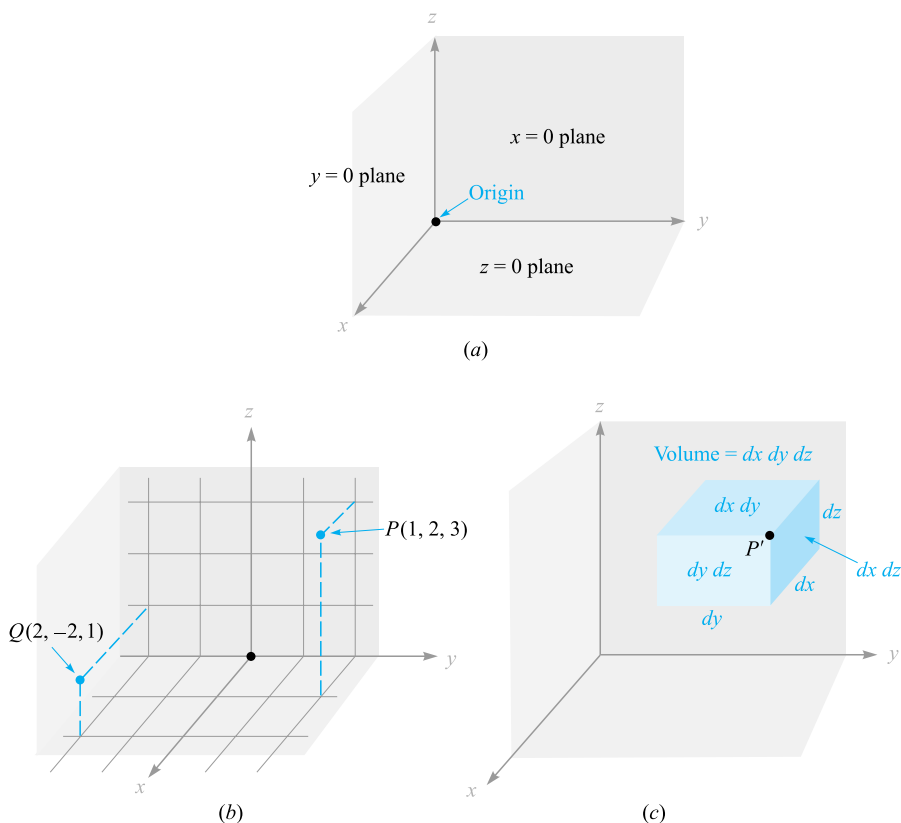 z
x = 0 plane
y = 0 plane
Origin
y
z = 0 plane
x
(a)
z
P(1, 2, 3)
Q(2, −2, 1)
y
x
(b)
z
Volume = dx dy dz
dx dy
dz
P′
dy dz
dx dz
dx
dy
y
x
(c)